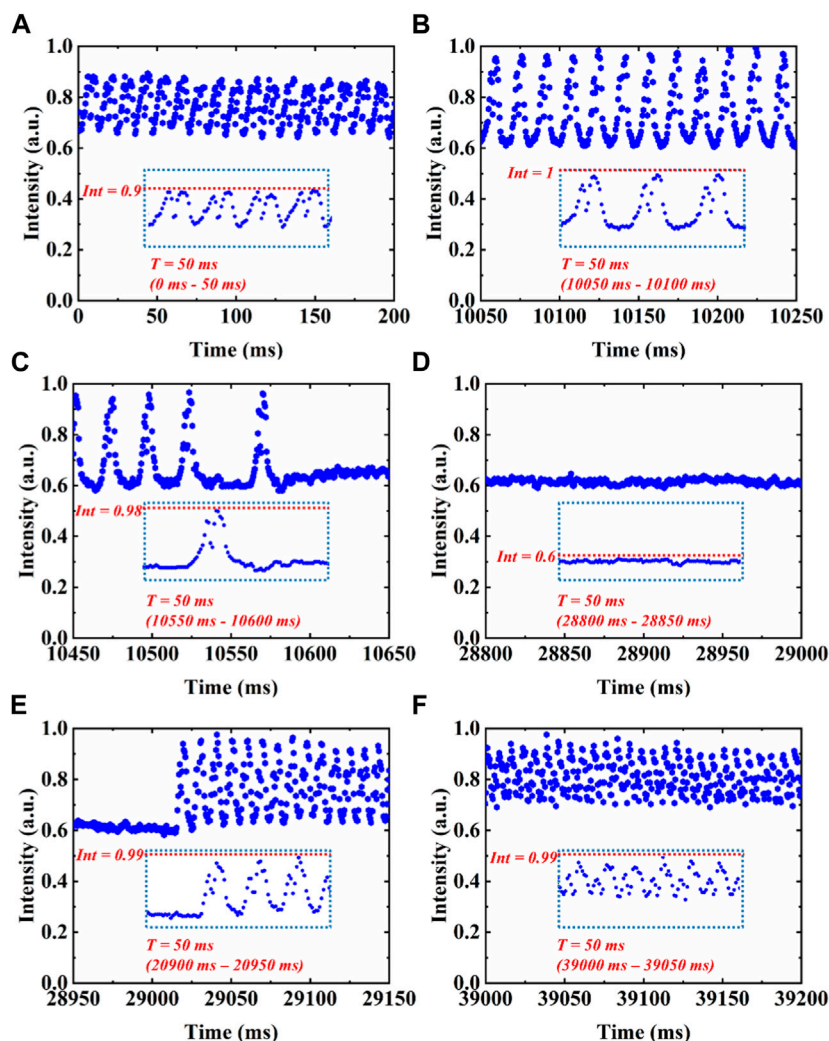 A
B
Intensity (a.u.)
1.0
0.8
0.6
0.4
0.2
0.0
Int = 0.9
T = 50 ms
(0 ms - 50 ms)
0 50 100 150 200
Time (ms)
Intensity (a.u.)
1.0
0.8
0.6
0.4
0.2
0.0
Int = 1
T = 50 ms
(10050 ms - 10100 ms)
10050 10100 10150 10200 10250
Time (ms)
C
D
Intensity (a.u.)
1.0
0.8
0.6
0.4
0.2
0.0
Int = 0.98
T = 50 ms
(10550 ms - 10600 ms)
10450 10500 10550 10600 10650
Time (ms)
Intensity (a.u.)
1.0
0.8
0.6
0.4
0.2
0.0
Int = 0.6
T = 50 ms
(28800 ms - 28850 ms)
28800 28850 28900 28950 29000
Time (ms)
E
F
Intensity (a.u.)
1.0
0.8
0.6
0.4
0.2
0.0
Int = 0.99
T = 50 ms
(20900 ms – 20950 ms)
28950 29000 29050 29100 29150
Time (ms)
Intensity (a.u.)
1.0
0.8
0.6
0.4
0.2
0.0
Int = 0.99
T = 50 ms
(39000 ms – 39050 ms)
39000 39050 39100 39150 39200
Time (ms)